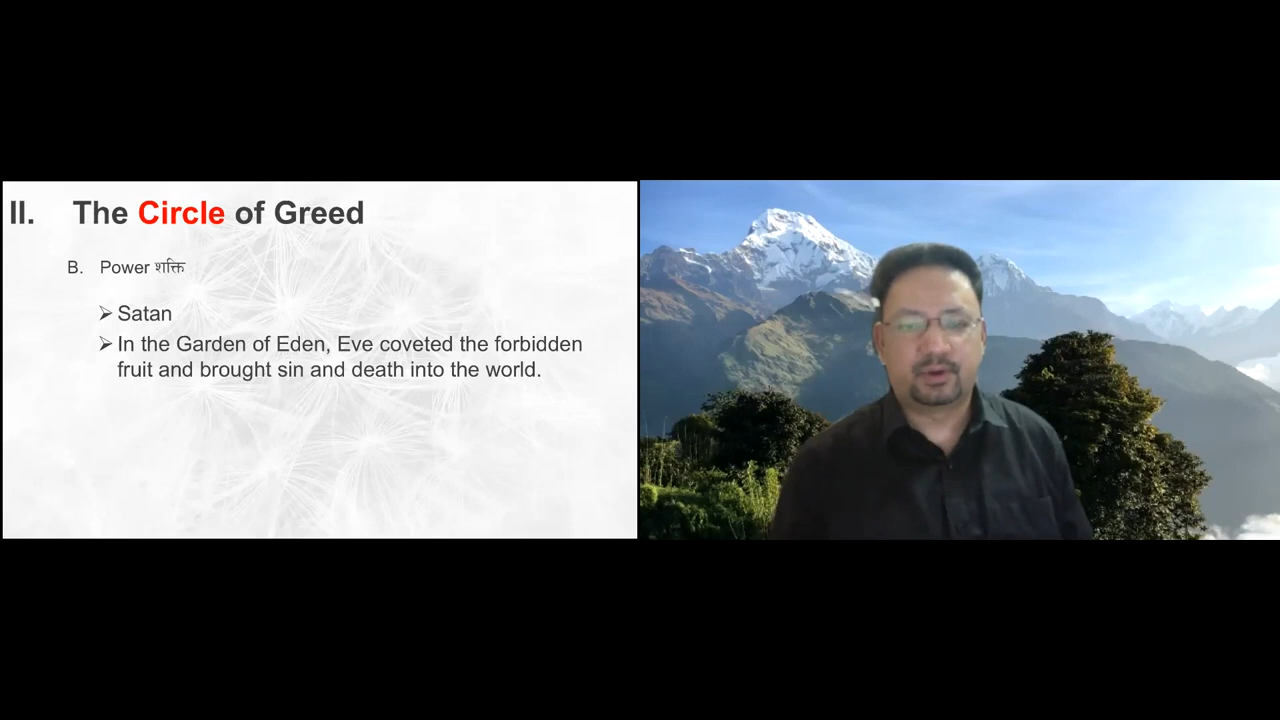 II. The Circle of Greed
B. Power शक्ति
➢ Satan
➢ In the Garden of Eden, Eve coveted the forbidden
fruit and brought sin and death into the world.